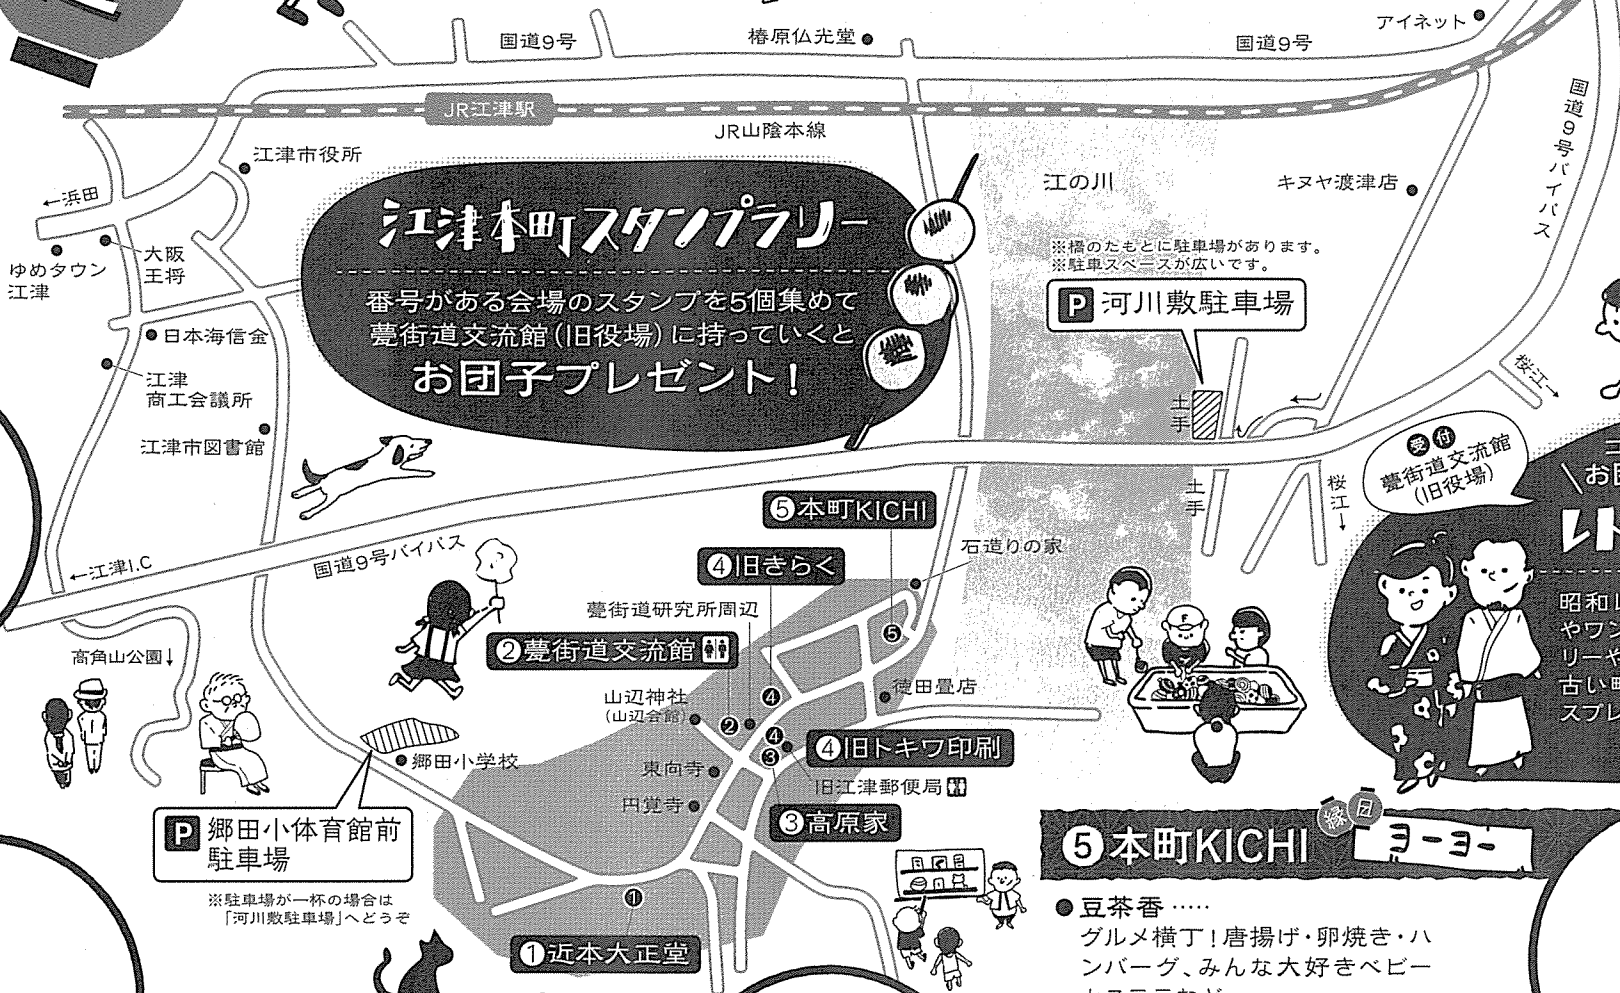 アイネット
国道9号
椿原仏光堂
国道9号
国道9号バイパス
JR江津駅
JR山陰本線
江津市役所
←浜田
大阪
王将
ゆめタウン
江津
日本海信金
江津
商工会議所
江津市図書館
江津本町スタンプラリー
番号がある会場のスタンプを5個集めて
甍街道交流館(旧役場)に持っていくと
お団子プレゼント!
江の川
キヌヤ渡津店
※橋のたもとに駐車場があります。
※駐車スペースが広いです。
P 河川敷駐車場
土手
桜江→
土手
桜江→
受付
甍街道交流館
(旧役場)
\お団
レト
昭和レ
やワン
リーや
古い町
スプレ
←江津I.C
国道9号バイパス
高角山公園↓
⑤本町KICHI
④旧きらく
石造りの家
甍街道研究所周辺
②甍街道交流館
⑤
山辺神社
(山辺会館)
④
②
徳田畳店
④
③
④旧トキワ印刷
東向寺
旧江津郵便局
円覚寺
③高原家
郷田小学校
P 郷田小体育館前
駐車場
※駐車場が一杯の場合は
「河川敷駐車場」へどうぞ
①
①近本大正堂
⑤本町KICHI
縁日
ヨーヨー
●豆茶香 ·····
グルメ横丁!唐揚げ・卵焼き・ハ
ンバーグ、みんな大好きベビー